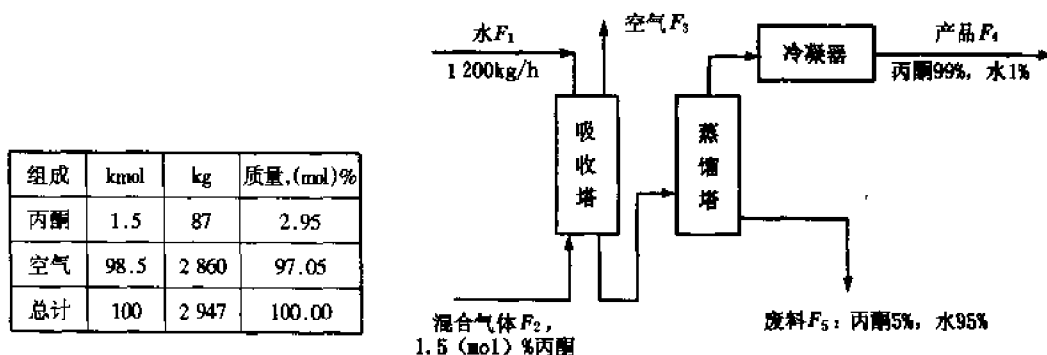 组成 kmol kg 质量,(mol)%
丙酮 1.5 87 2.95
空气 98.5 2 860 97.05
总计 100 2 947 100.00
水F₁
1 200kg/h
空气F₃
吸收塔
混合气体F₂,
1.5 (mol) %丙酮
蒸馏塔
冷凝器
产品F₄
丙酮99%, 水1%
废料F₅: 丙酮5%, 水95%